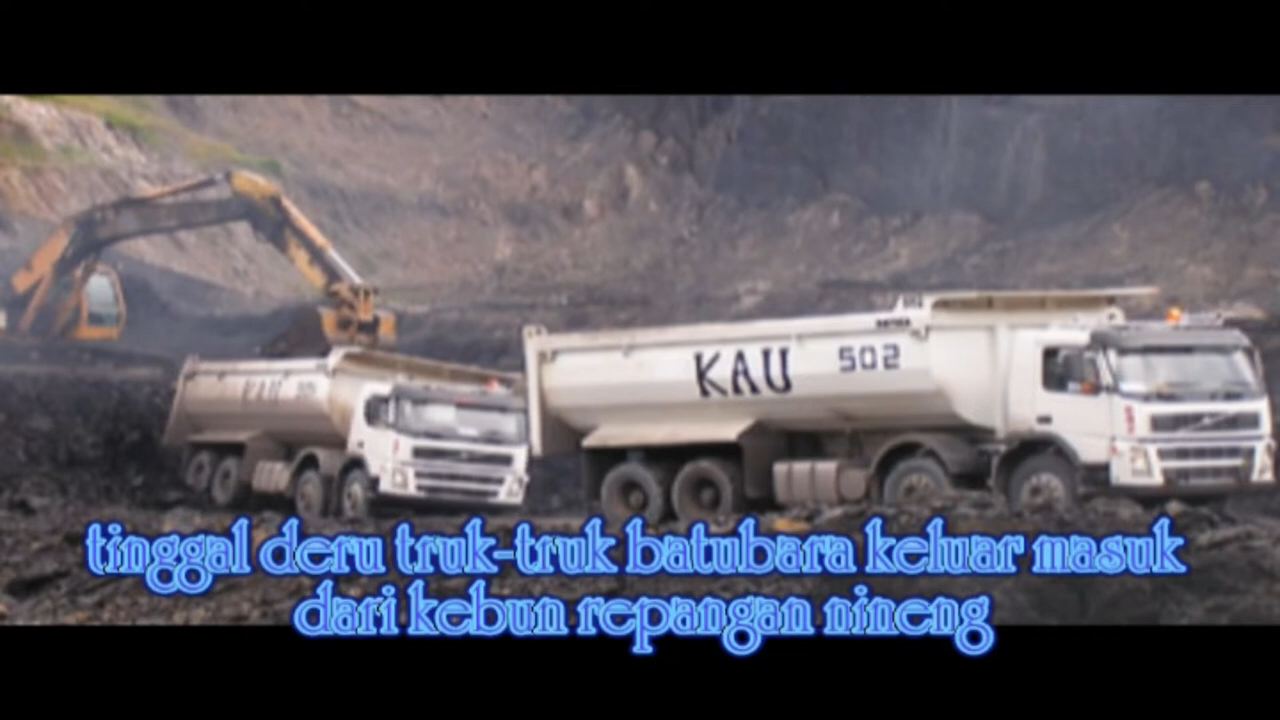 KAU 502
tinggal deru truk-truk batubara keluar masuk
dari kebun repangan nineng